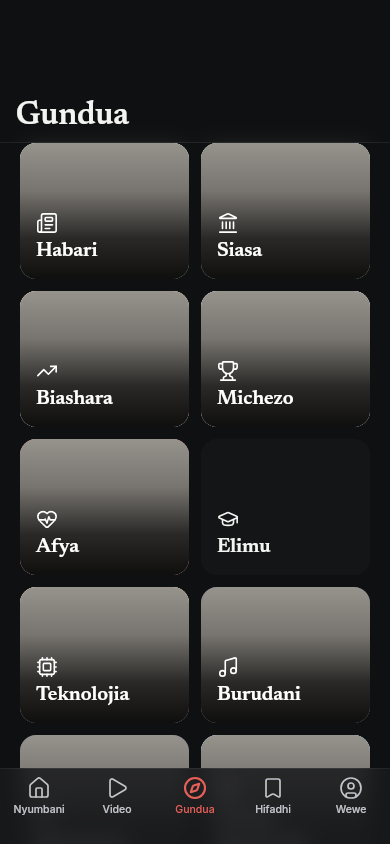 Gundua
Habari
Siasa
Biashara
Michezo
Afya
Elimu
Teknolojia
Burudani
Nyumbani
Video
Gundua
Hifadhi
Wewe